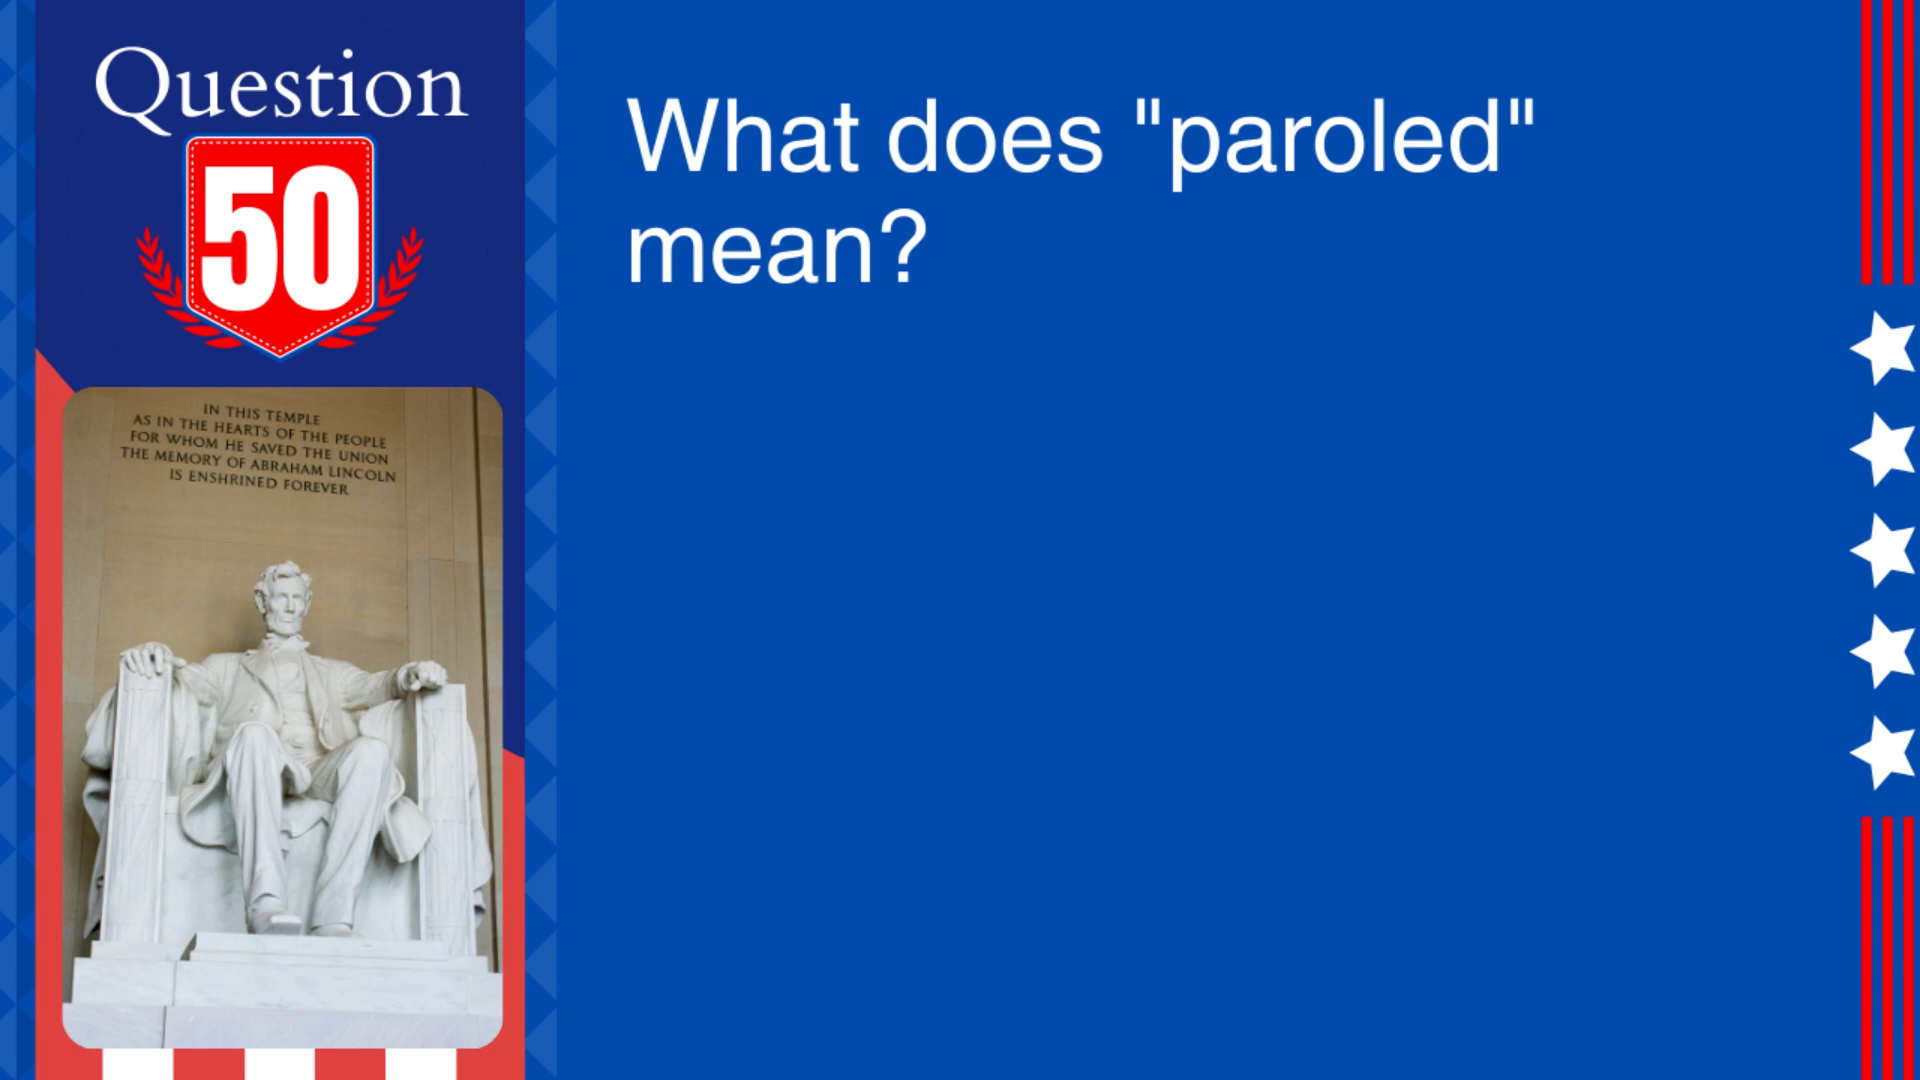 Question
50
What does "paroled"
mean?
IN THIS TEMPLE
AS IN THE HEARTS OF THE PEOPLE
FOR WHOM HE SAVED THE UNION
THE MEMORY OF ABRAHAM LINCOLN
IS ENSHRINED FOREVER